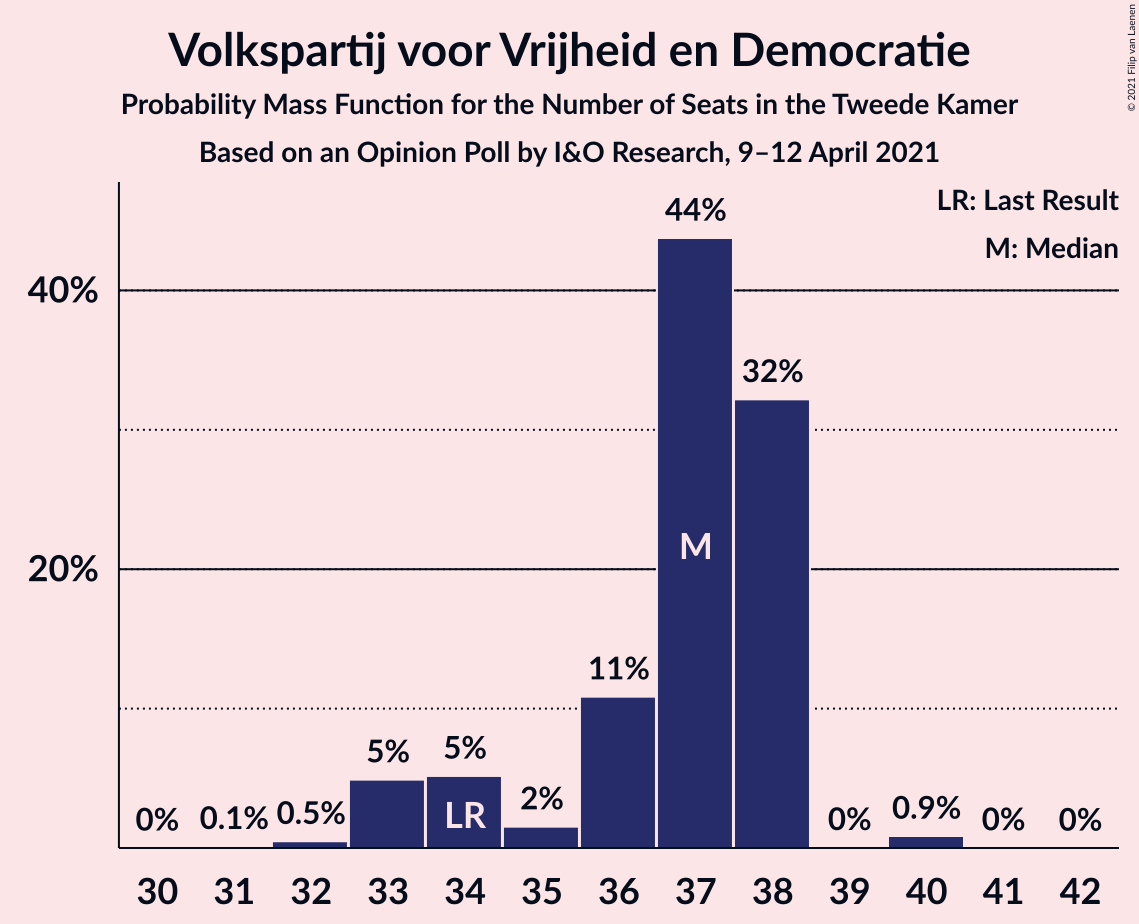 Volkspartij voor Vrijheid en Democratie
Probability Mass Function for the Number of Seats in the Tweede Kamer
Based on an Opinion Poll by I&O Research, 9–12 April 2021
© 2021 Filip van Laenen
LR: Last Result
M: Median
40%
20%
0%
0.1%
0.5%
5%
5%
2%
11%
44%
32%
0%
0.9%
0%
0%
LR
M
30 31 32 33 34 35 36 37 38 39 40 41 42